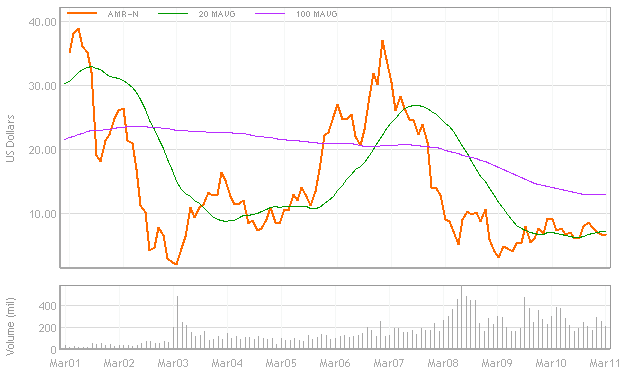 AMR-N 20 MAVG 100 MAVG
40.00
30.00
20.00
10.00
US Dollars
400
200
0
Volume (mil)
Mar01 Mar02 Mar03 Mar04 Mar05 Mar06 Mar07 Mar08 Mar09 Mar10 Mar11